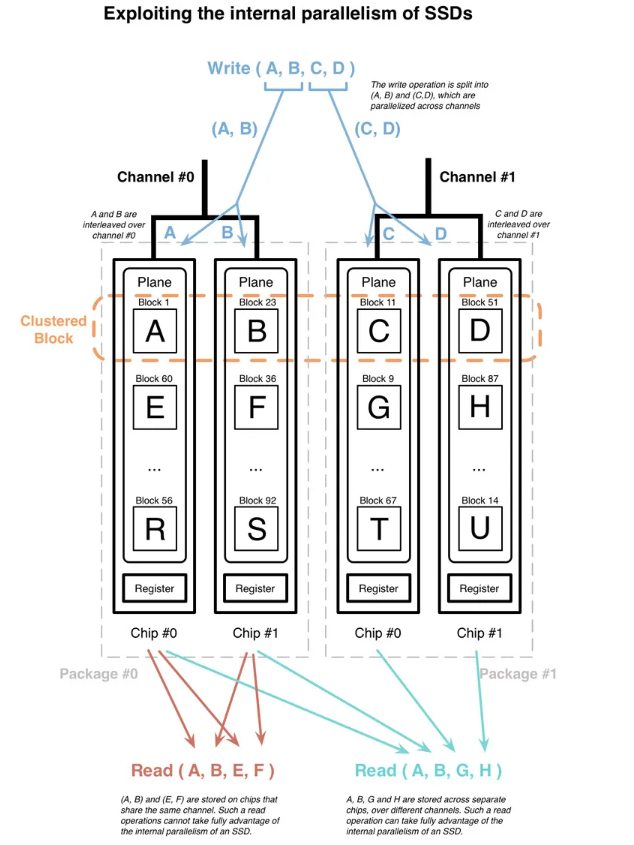 Exploiting the internal parallelism of SSDs
Write ( A, B, C, D )
The write operation is split into
(A, B) and (C,D), which are
parallelized across channels
(A, B)
(C, D)
Channel #0
Channel #1
A and B are
interleaved over
channel #0
A
B
C
D
C and D are
interleaved over
channel #1
Plane
Plane
Plane
Plane
Clustered
Block
Block 1
Block 23
Block 11
Block 51
A
B
C
D
Block 60
Block 36
Block 9
Block 87
E
F
G
H
...
...
...
...
Block 56
Block 92
Block 67
Block 14
R
S
T
U
Register
Register
Register
Register
Chip #0
Chip #1
Chip #0
Chip #1
Package #0
Package #1
Read ( A, B, E, F )
Read ( A, B, G, H )
(A, B) and (E, F) are stored on chips that
share the same channel. Such a read
operations cannot take fully advantage of
the internal parallelism of an SSD.
A, B, G and H are stored across separate
chips, over different channels. Such a read
operation can take fully advantage of the
internal parallelism of an SSD.